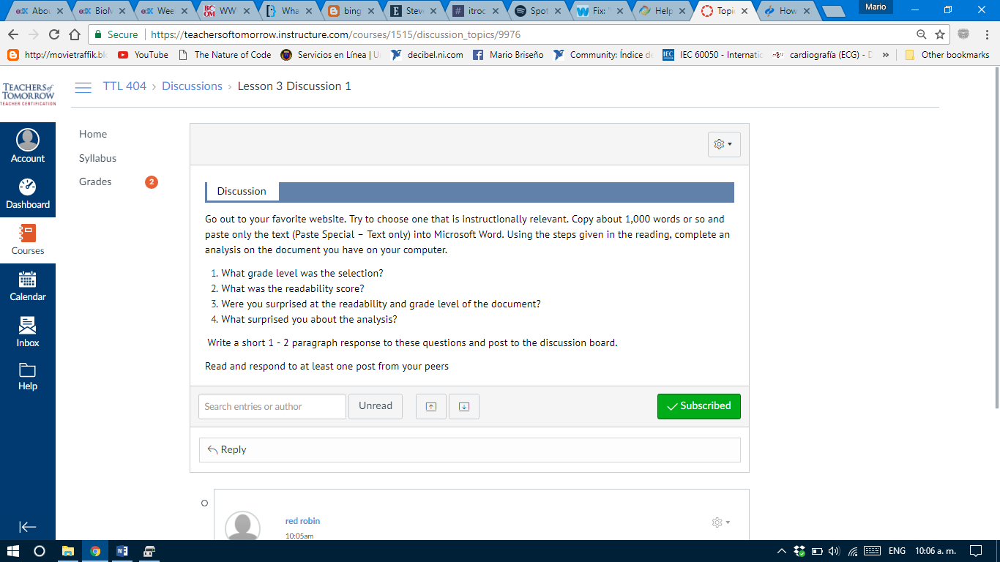 Abou
BioM
Wee
WW
Wha
bing
Steve
itroc
Spot
Fix: "
Help
Topi
How
Mario
Secure
https://teachersoftomorrow.instructure.com/courses/1515/discussion_topics/9976
http://movietraffik.bl
YouTube
The Nature of Code
Servicios en Línea | U
decibel.ni.com
Mario Briseño
Community: Índice de
IEC 60050 - Internatio
cardiografía (ECG) - D
»
Other bookmarks
TEACHERS of
TOMORROW
TEACHER CERTIFICATION
TTL 404 › Discussions › Lesson 3 Discussion 1
Account
Dashboard
Courses
Calendar
Inbox
Help
Home
Syllabus
Grades 2
Discussion
Go out to your favorite website. Try to choose one that is instructionally relevant. Copy about 1,000 words or so and
paste only the text (Paste Special – Text only) into Microsoft Word. Using the steps given in the reading, complete an
analysis on the document you have on your computer.
1. What grade level was the selection?
2. What was the readability score?
3. Were you surprised at the readability and grade level of the document?
4. What surprised you about the analysis?
Write a short 1 - 2 paragraph response to these questions and post to the discussion board.
Read and respond to at least one post from your peers
Search entries or author
Unread
Subscribed
Reply
red robin
10:05am
ENG
10:06 a. m.